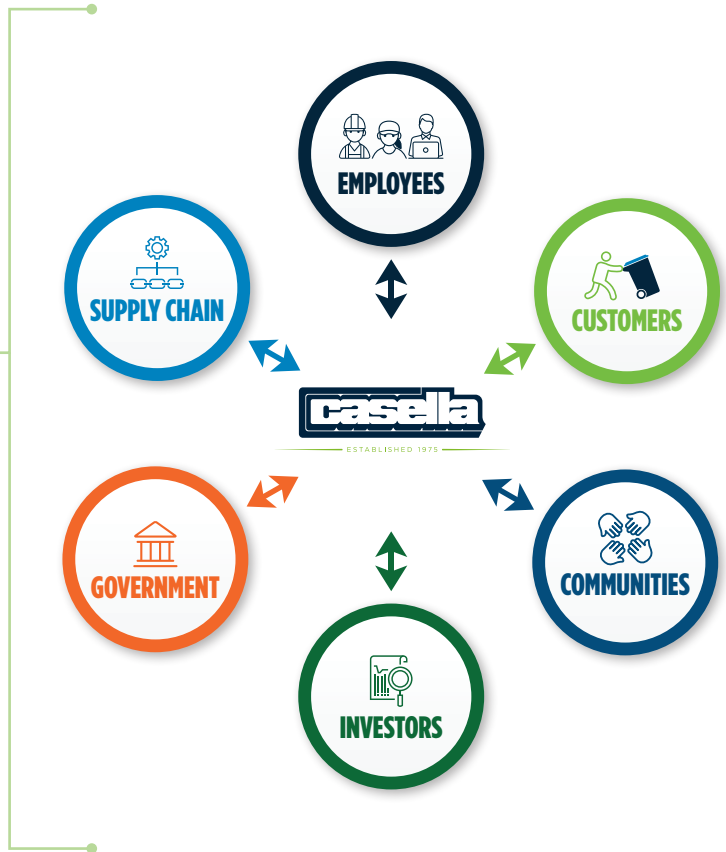 EMPLOYEES
SUPPLY CHAIN
CUSTOMERS
casella
ESTABLISHED 1975
GOVERNMENT
COMMUNITIES
INVESTORS